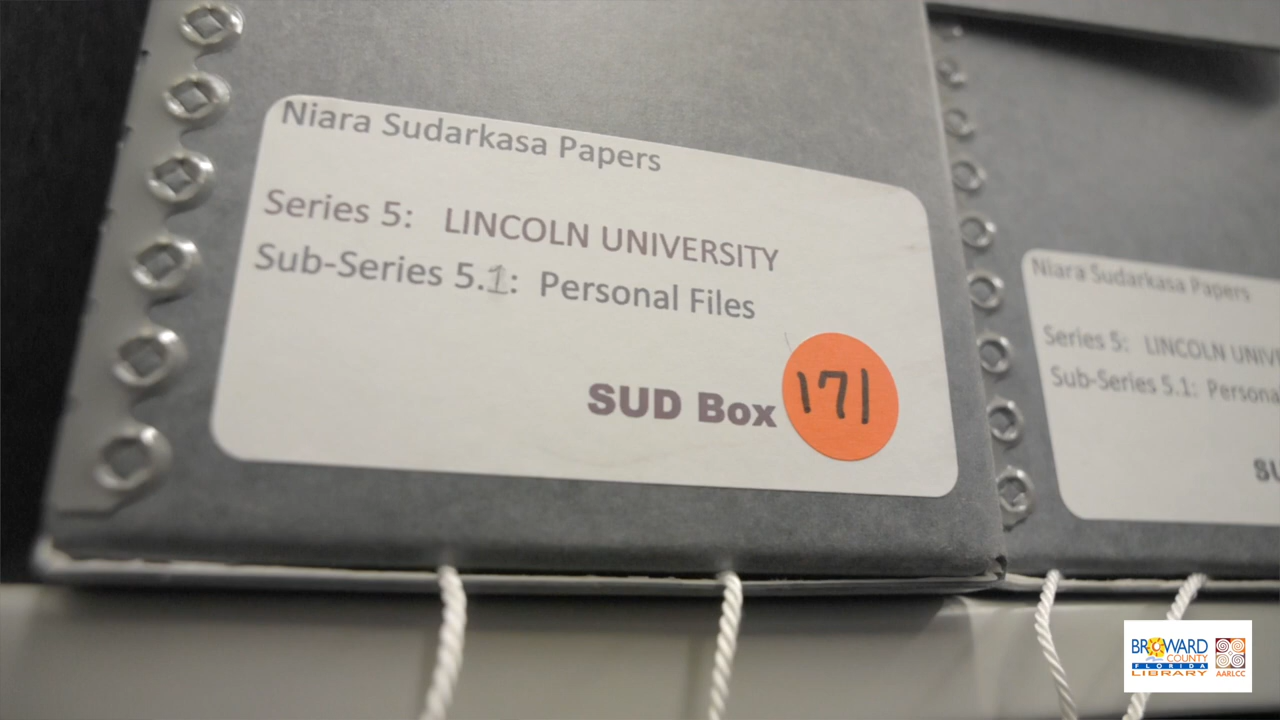 Niara Sudarkasa Papers
Series 5: LINCOLN UNIVERSITY
Sub-Series 5.1: Personal Files
SUD Box 171
Niara Sudarkasa Papers
Series 5: LINCOLN UNIV
Sub-Series 5.1: Persona
SU
BROWARD
COUNTY
FLORIDA
LIBRARY
AARLCC